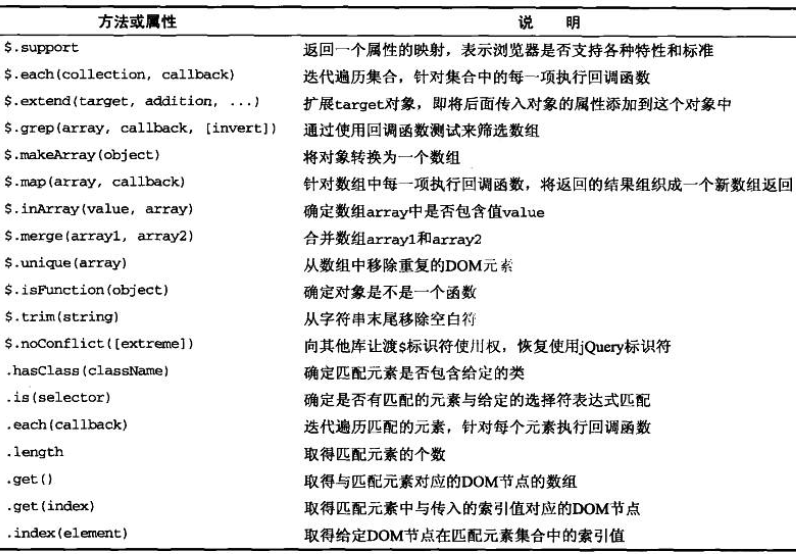 方法或属性 说 明
$.support 返回一个属性的映射，表示浏览器是否支持各种特性和标准
$.each(collection, callback) 迭代遍历集合，针对集合中的每一项执行回调函数
$.extend(target, addition, ...) 扩展target对象，即将后面传入对象的属性添加到这个对象中
$.grep(array, callback, [invert]) 通过使用回调函数测试来筛选数组
$.makeArray(object) 将对象转换为一个数组
$.map(array, callback) 针对数组中每一项执行回调函数，将返回的结果组织成一个新数组返回
$.inArray(value, array) 确定数组array中是否包含值value
$.merge(array1, array2) 合并数组array1和array2
$.unique(array) 从数组中移除重复的DOM元素
$.isFunction(object) 确定对象是不是一个函数
$.trim(string) 从字符串末尾移除空白符
$.noConflict([extreme]) 向其他库让渡$标识符使用权，恢复使用jQuery标识符
.hasClass(className) 确定匹配元素是否包含给定的类
.is(selector) 确定是否有匹配的元素与给定的选择符表达式匹配
.each(callback) 迭代遍历匹配的元素，针对每个元素执行回调函数
.length 取得匹配元素的个数
.get() 取得与匹配元素对应的DOM节点的数组
.get(index) 取得匹配元素中与传入的索引值对应的DOM节点
.index(element) 取得给定DOM节点在匹配元素集合中的索引值